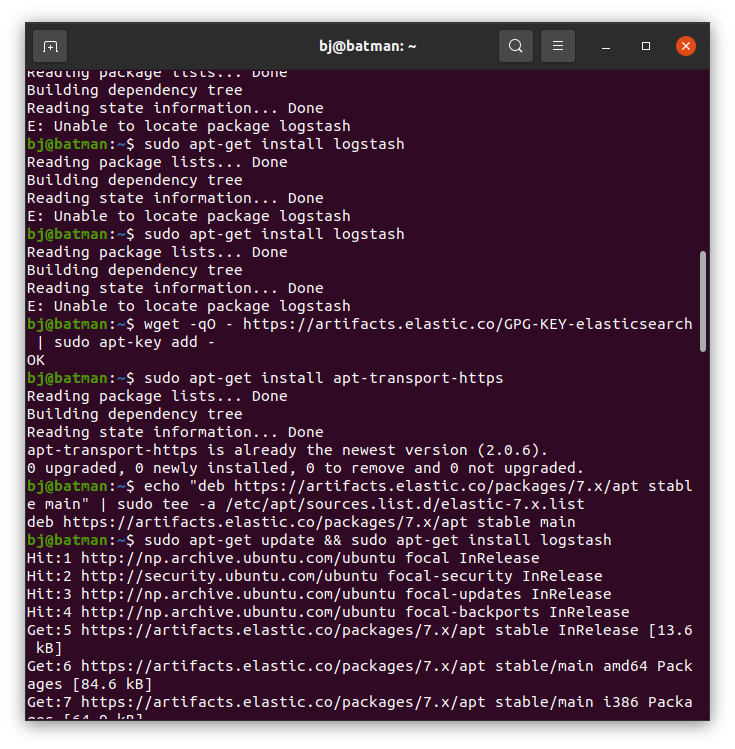 bj@batman: ~
Reading package lists... Done
Building dependency tree
Reading state information... Done
E: Unable to locate package logstash
bj@batman:~$ sudo apt-get install logstash
Reading package lists... Done
Building dependency tree
Reading state information... Done
E: Unable to locate package logstash
bj@batman:~$ sudo apt-get install logstash
Reading package lists... Done
Building dependency tree
Reading state information... Done
E: Unable to locate package logstash
bj@batman:~$ wget -qO - https://artifacts.elastic.co/GPG-KEY-elasticsearch
 | sudo apt-key add -
OK
bj@batman:~$ sudo apt-get install apt-transport-https
Reading package lists... Done
Building dependency tree
Reading state information... Done
apt-transport-https is already the newest version (2.0.6).
0 upgraded, 0 newly installed, 0 to remove and 0 not upgraded.
bj@batman:~$ echo "deb https://artifacts.elastic.co/packages/7.x/apt stabl
e main" | sudo tee -a /etc/apt/sources.list.d/elastic-7.x.list
deb https://artifacts.elastic.co/packages/7.x/apt stable main
bj@batman:~$ sudo apt-get update && sudo apt-get install logstash
Hit:1 http://np.archive.ubuntu.com/ubuntu focal InRelease
Hit:2 http://security.ubuntu.com/ubuntu focal-security InRelease
Hit:3 http://np.archive.ubuntu.com/ubuntu focal-updates InRelease
Hit:4 http://np.archive.ubuntu.com/ubuntu focal-backports InRelease
Get:5 https://artifacts.elastic.co/packages/7.x/apt stable InRelease [13.6
 kB]
Get:6 https://artifacts.elastic.co/packages/7.x/apt stable/main amd64 Pack
ages [84.6 kB]
Get:7 https://artifacts.elastic.co/packages/7.x/apt stable/main i386 Packa
ges [64.9 kB]